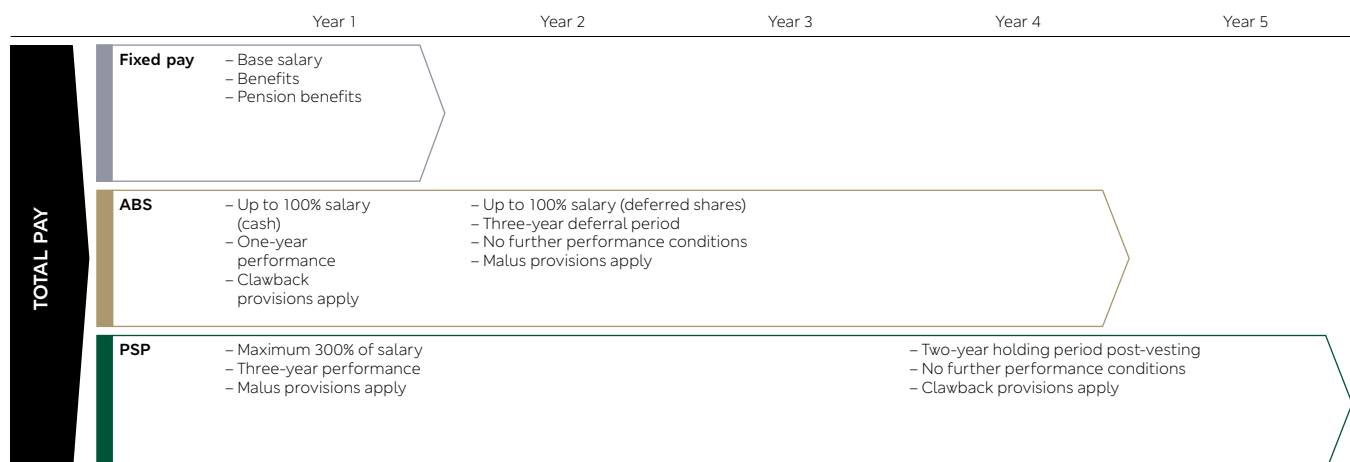 Year 1 Year 2 Year 3 Year 4 Year 5
TOTAL PAY
Fixed pay
– Base salary
– Benefits
– Pension benefits
ABS
– Up to 100% salary
(cash)
– One-year
performance
– Clawback
provisions apply
– Up to 100% salary (deferred shares)
– Three-year deferral period
– No further performance conditions
– Malus provisions apply
PSP
– Maximum 300% of salary
– Three-year performance
– Malus provisions apply
– Two-year holding period post-vesting
– No further performance conditions
– Clawback provisions apply